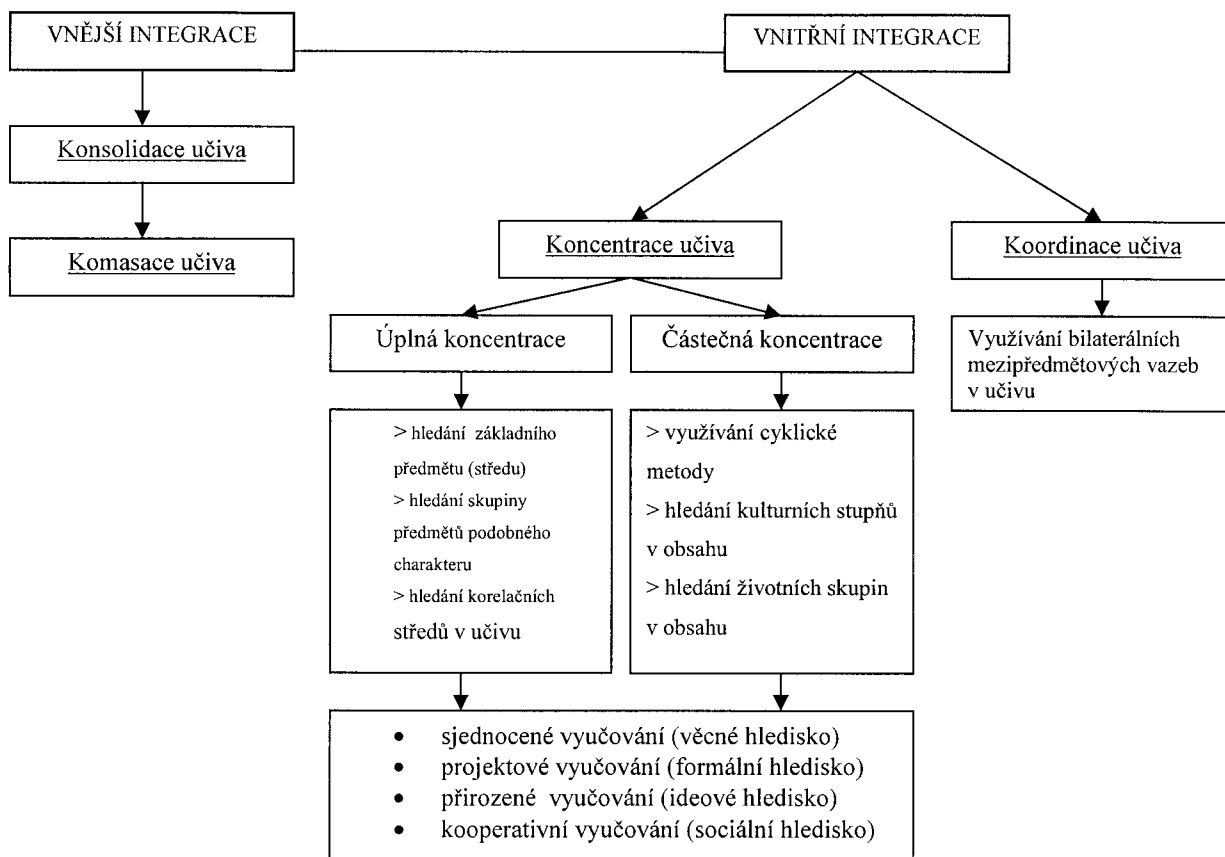 VNĚJŠÍ INTEGRACE
VNITŘNÍ INTEGRACE
Konsolidace učiva
Komasace učiva
Koncentrace učiva
Koordinace učiva
Úplná koncentrace
Částečná koncentrace
Využívání bilaterálních
mezipředmětových vazeb
v učivu
> hledání základního
předmětu (středu)
> hledání skupiny
předmětů podobného
charakteru
> hledání korelačních
středů v učivu
> využívání cyklické
metody
> hledání kulturních stupňů
v obsahu
> hledání životních skupin
v obsahu
• sjednocené vyučování (věcné hledisko)
• projektové vyučování (formální hledisko)
• přirozené vyučování (ideové hledisko)
• kooperativní vyučování (sociální hledisko)